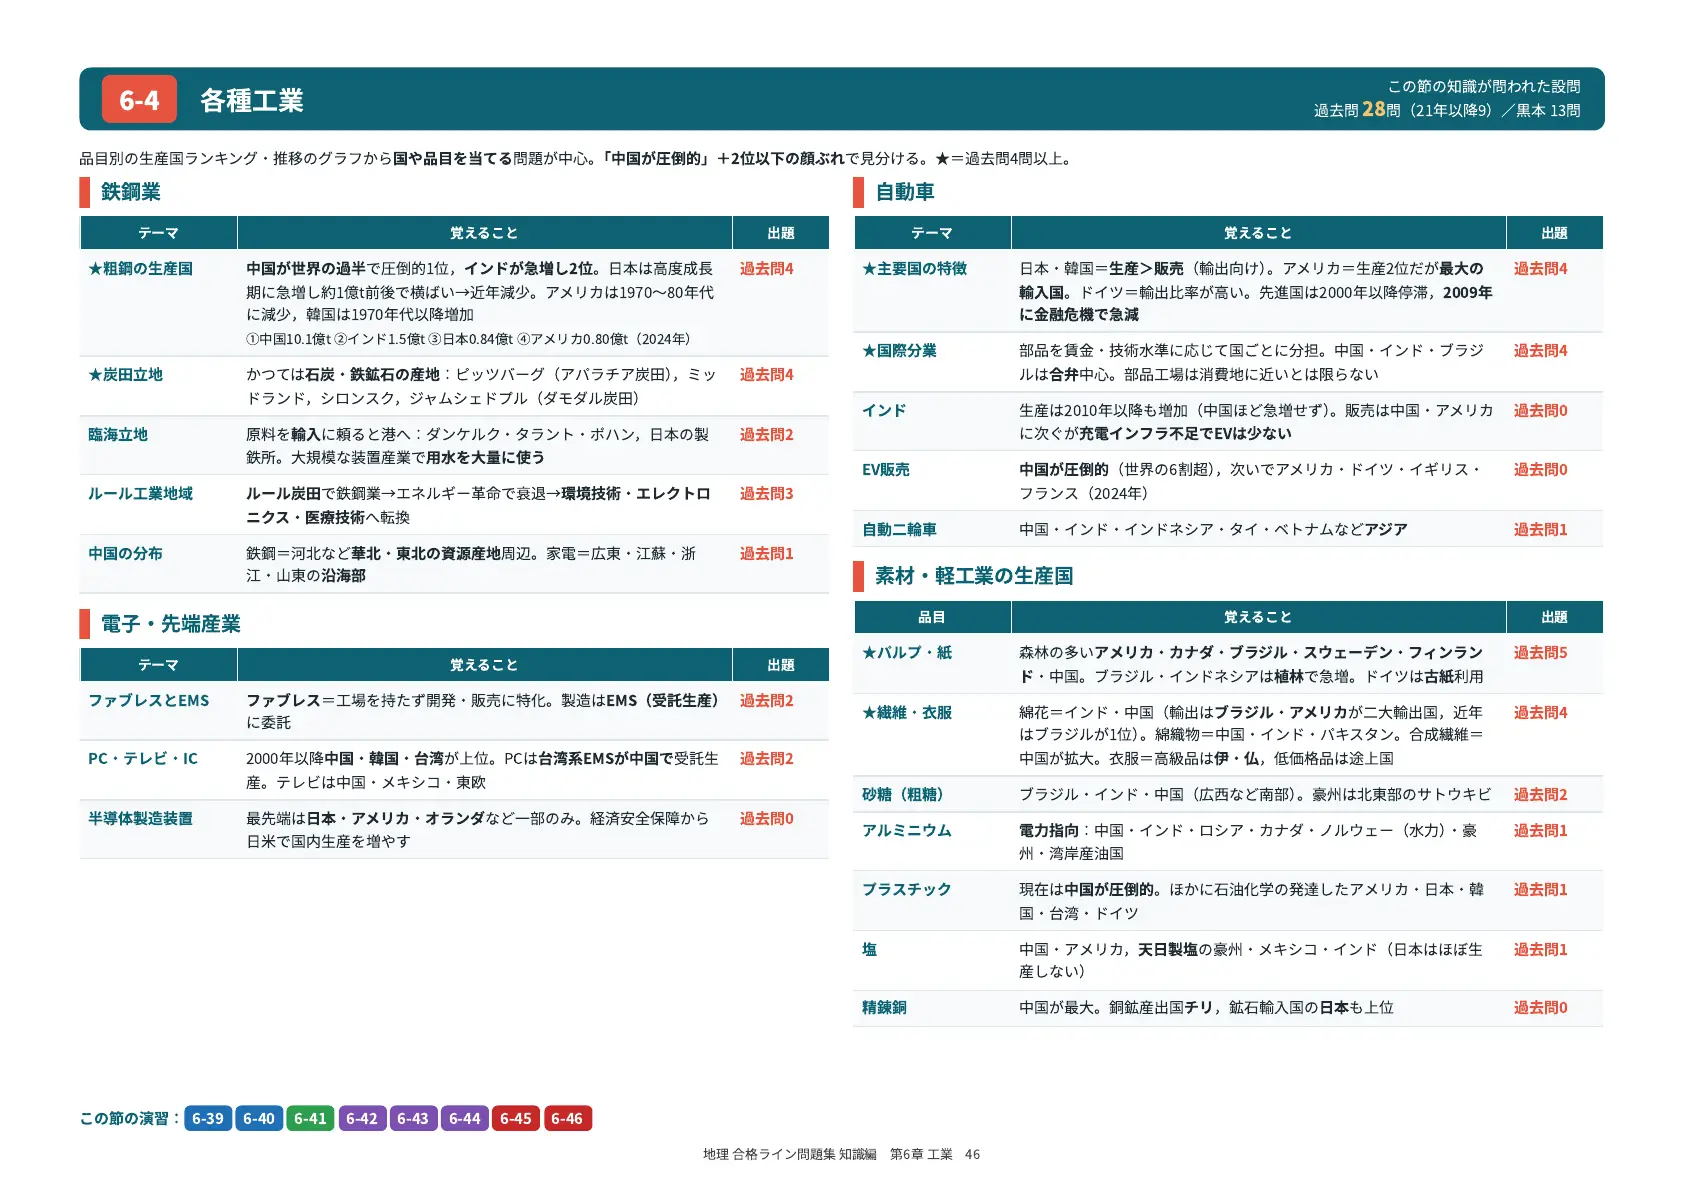 6-4 各種工業
この節の知識が問われた設問
過去問 28問（21年以降9）／黒本 13問
品目別の生産国ランキング・推移のグラフから国や品目を当てる問題が中心。「中国が圧倒的」＋2位以下の顔ぶれで見分ける。★＝過去問4問以上。
鉄鋼業
テーマ 覚えること 出題
★粗鋼の生産国 中国が世界の過半で圧倒的1位，インドが急増し2位。日本は高度成長 過去問4
期に急増し約1億t前後で横ばい→近年減少。アメリカは1970～80年代
に減少，韓国は1970年代以降増加
①中国10.1億t ②インド1.5億t ③日本0.84億t ④アメリカ0.80億t（2024年）
★炭田立地 かつては石炭・鉄鉱石の産地：ピッツバーグ（アパラチア炭田），ミッ 過去問4
ドランド，シロンスク，ジャムシェドプル（ダモダル炭田）
臨海立地 原料を輸入に頼ると港へ：ダンケルク・タラント・ポハン，日本の製 過去問2
鉄所。大規模な装置産業で用水を大量に使う
ルール工業地域 ルール炭田で鉄鋼業→エネルギー革命で衰退→環境技術・エレクトロ 過去問3
ニクス・医療技術へ転換
中国の分布 鉄鋼＝河北など華北・東北の資源産地周辺。家電＝広東・江蘇・浙 過去問1
江・山東の沿海部
電子・先端産業
テーマ 覚えること 出題
ファブレスとEMS ファブレス＝工場を持たず開発・販売に特化。製造はEMS（受託生産） 過去問2
に委託
PC・テレビ・IC 2000年以降中国・韓国・台湾が上位。PCは台湾系EMSが中国で受託生 過去問2
産。テレビは中国・メキシコ・東欧
半導体製造装置 最先端は日本・アメリカ・オランダなど一部のみ。経済安全保障から 過去問0
日米で国内生産を増やす
自動車
テーマ 覚えること 出題
★主要国の特徴 日本・韓国＝生産＞販売（輸出向け）。アメリカ＝生産2位だが最大の 過去問4
輸入国。ドイツ＝輸出比率が高い。先進国は2000年以降停滞，2009年
に金融危機で急減
★国際分業 部品を賃金・技術水準に応じて国ごとに分担。中国・インド・ブラジ 過去問4
ルは合弁中心。部品工場は消費地に近いとは限らない
インド 生産は2010年以降も増加（中国ほど急増せず）。販売は中国・アメリカ 過去問0
に次ぐが充電インフラ不足でEVは少ない
EV販売 中国が圧倒的（世界の6割超），次いでアメリカ・ドイツ・イギリス・ 過去問0
フランス（2024年）
自動二輪車 中国・インド・インドネシア・タイ・ベトナムなどアジア 過去問1
素材・軽工業の生産国
品目 覚えること 出題
★パルプ・紙 森林の多いアメリカ・カナダ・ブラジル・スウェーデン・フィンラン 過去問5
ド・中国。ブラジル・インドネシアは植林で急増。ドイツは古紙利用
★繊維・衣服 綿花＝インド・中国（輸出はブラジル・アメリカが二大輸出国，近年 過去問4
はブラジルが1位）。綿織物＝中国・インド・パキスタン。合成繊維＝
中国が拡大。衣服＝高級品は伊・仏，低価格品は途上国
砂糖（粗糖） ブラジル・インド・中国（広西など南部）。豪州は北東部のサトウキビ 過去問2
アルミニウム 電力指向：中国・インド・ロシア・カナダ・ノルウェー（水力）・豪 過去問1
州・湾岸産油国
プラスチック 現在は中国が圧倒的。ほかに石油化学の発達したアメリカ・日本・韓 過去問1
国・台湾・ドイツ
塩 中国・アメリカ，天日製塩の豪州・メキシコ・インド（日本はほぼ生 過去問1
産しない）
精錬銅 中国が最大。銅鉱産出国チリ，鉱石輸入国の日本も上位 過去問0
この節の演習： 6-39 6-40 6-41 6-42 6-43 6-44 6-45 6-46
地理 合格ライン問題集 知識編 第6章 工業 46